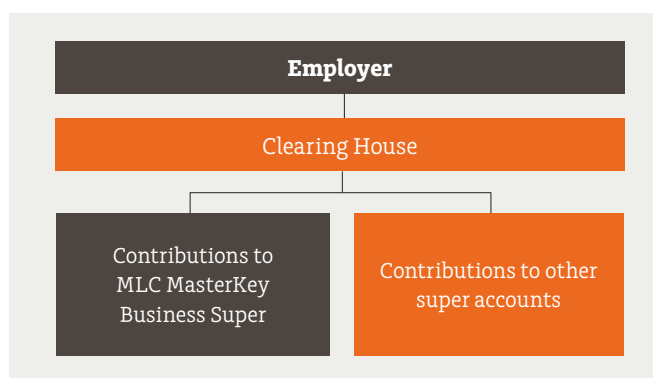 Employer
Clearing House
Contributions to
MLC MasterKey
Business Super
Contributions to other
super accounts